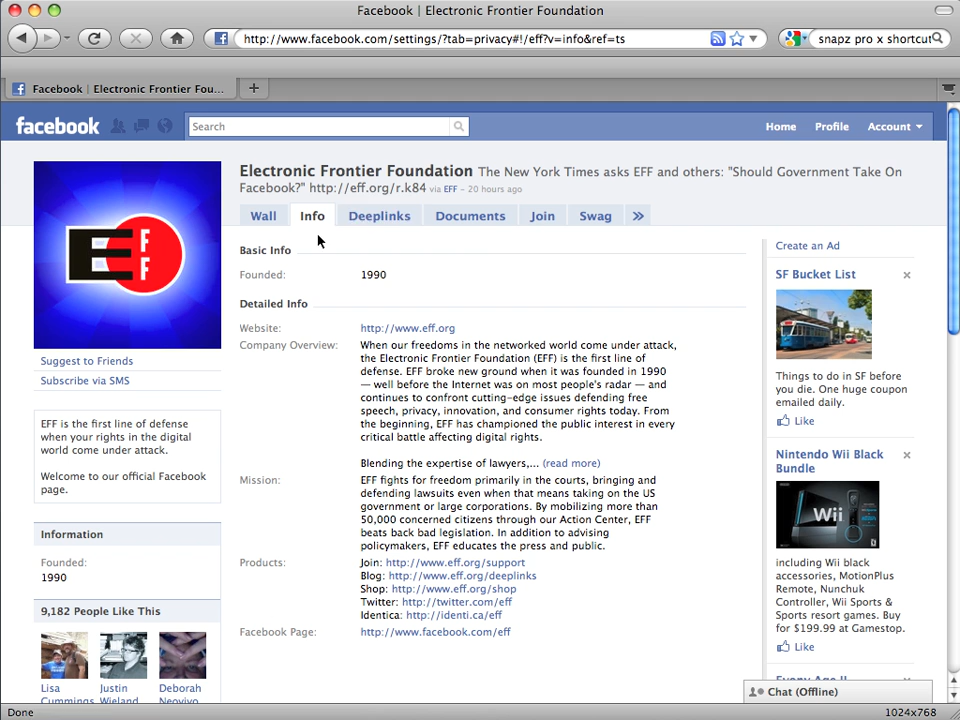 Facebook | Electronic Frontier Foundation
http://www.facebook.com/settings/?tab=privacy#!/eff?v=info&ref=ts
snapz pro x shortcut
Facebook | Electronic Frontier Fou...
facebook
Search
Home Profile Account
Electronic Frontier Foundation The New York Times asks EFF and others: "Should Government Take On
Facebook?" http://eff.org/r.k84 via EFF – 20 hours ago
Wall Info Deeplinks Documents Join Swag »
EFF
Suggest to Friends
Subscribe via SMS
EFF is the first line of defense
when your rights in the digital
world come under attack.
Welcome to our official Facebook
page.
Information
Founded:
1990
9,182 People Like This
Lisa
Cummings
Justin
Wieland
Deborah
Neovivo
Basic Info
Founded: 1990
Detailed Info
Website: http://www.eff.org
Company Overview: When our freedoms in the networked world come under attack,
the Electronic Frontier Foundation (EFF) is the first line of
defense. EFF broke new ground when it was founded in 1990
— well before the Internet was on most people's radar — and
continues to confront cutting-edge issues defending free
speech, privacy, innovation, and consumer rights today. From
the beginning, EFF has championed the public interest in every
critical battle affecting digital rights.
Blending the expertise of lawyers,... (read more)
Mission: EFF fights for freedom primarily in the courts, bringing and
defending lawsuits even when that means taking on the US
government or large corporations. By mobilizing more than
50,000 concerned citizens through our Action Center, EFF
beats back bad legislation. In addition to advising
policymakers, EFF educates the press and public.
Products: Join: http://www.eff.org/support
Blog: http://www.eff.org/deeplinks
Shop: http://www.eff.org/shop
Twitter: http://twitter.com/eff
Identica: http://identi.ca/eff
Facebook Page: http://www.facebook.com/eff
Create an Ad
SF Bucket List
Things to do in SF before
you die. One huge coupon
emailed daily.
Like
Nintendo Wii Black
Bundle
Wii
including Wii black
accessories, MotionPlus
Remote, Nunchuk
Controller, Wii Sports &
Sports resort games. Buy
for $199.99 at Gamestop.
Like
Chat (Offline)
Done
1024x768